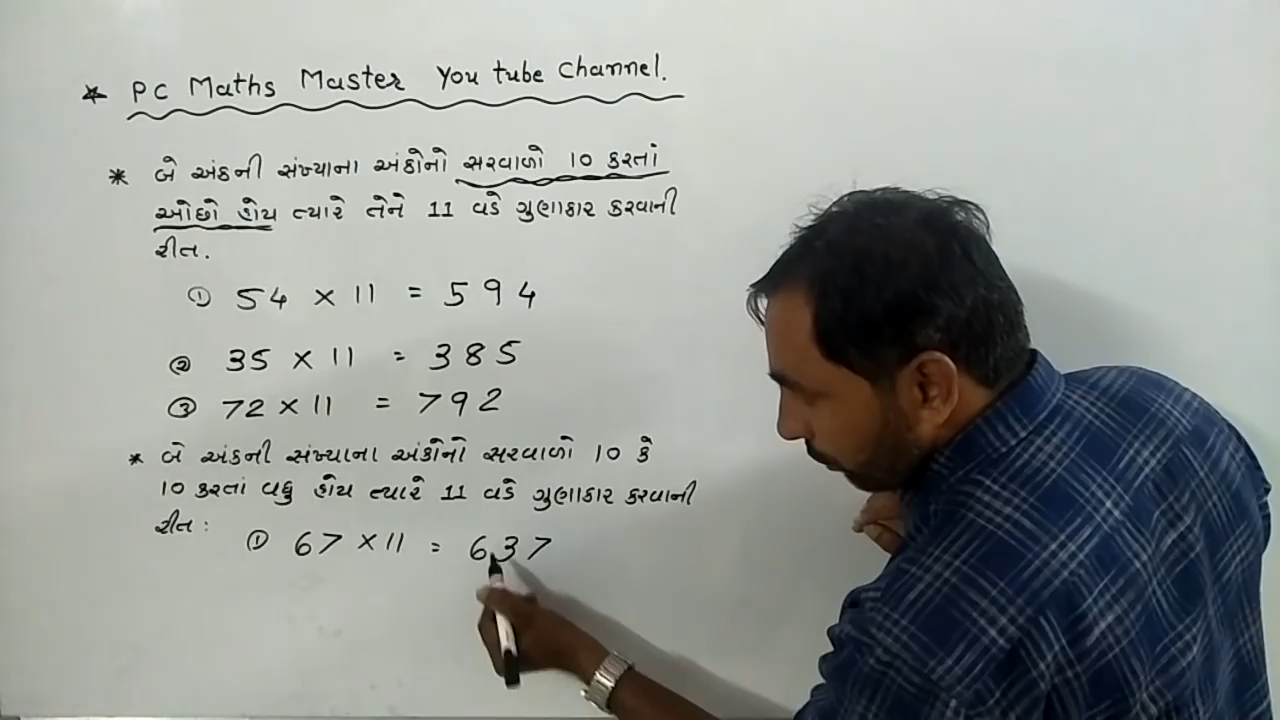 * PC Maths Master You tube Channel.
* બે અંકની સંખ્યાના અંકોનો સરવાળો 10 કરતાં
ઓછો હોય ત્યારે તેને 11 વડે ગુણાકાર કરવાની
રીત.
① 54 × 11 = 594
② 35 × 11 = 385
③ 72 × 11 = 792
* બે અંકની સંખ્યાના અંકોનો સરવાળો 10 કે
10 કરતાં વધુ હોય ત્યારે 11 વડે ગુણાકાર કરવાની
રીત :
① 67 × 11 = 637